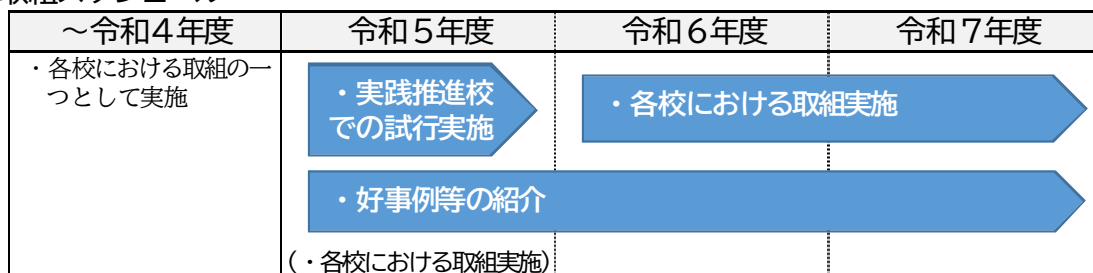 ～令和4年度 令和5年度 令和6年度 令和7年度
・各校における取組の一
つとして実施
・実践推進校
での試行実施
・各校における取組実施
・好事例等の紹介
（・各校における取組実施）